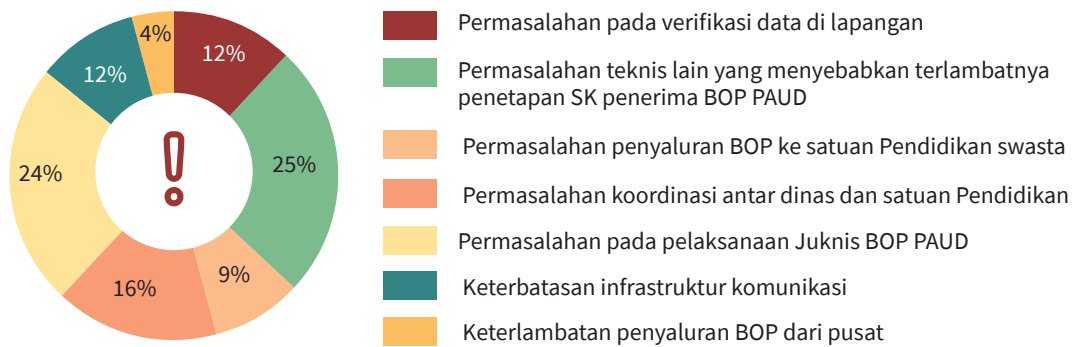 4%
12%
12%
25%
24%
9%
16%
Permasalahan pada verifikasi data di lapangan
Permasalahan teknis lain yang menyebabkan terlambatnya
penetapan SK penerima BOP PAUD
Permasalahan penyaluran BOP ke satuan Pendidikan swasta
Permasalahan koordinasi antar dinas dan satuan Pendidikan
Permasalahan pada pelaksanaan Juknis BOP PAUD
Keterbatasan infrastruktur komunikasi
Keterlambatan penyaluran BOP dari pusat